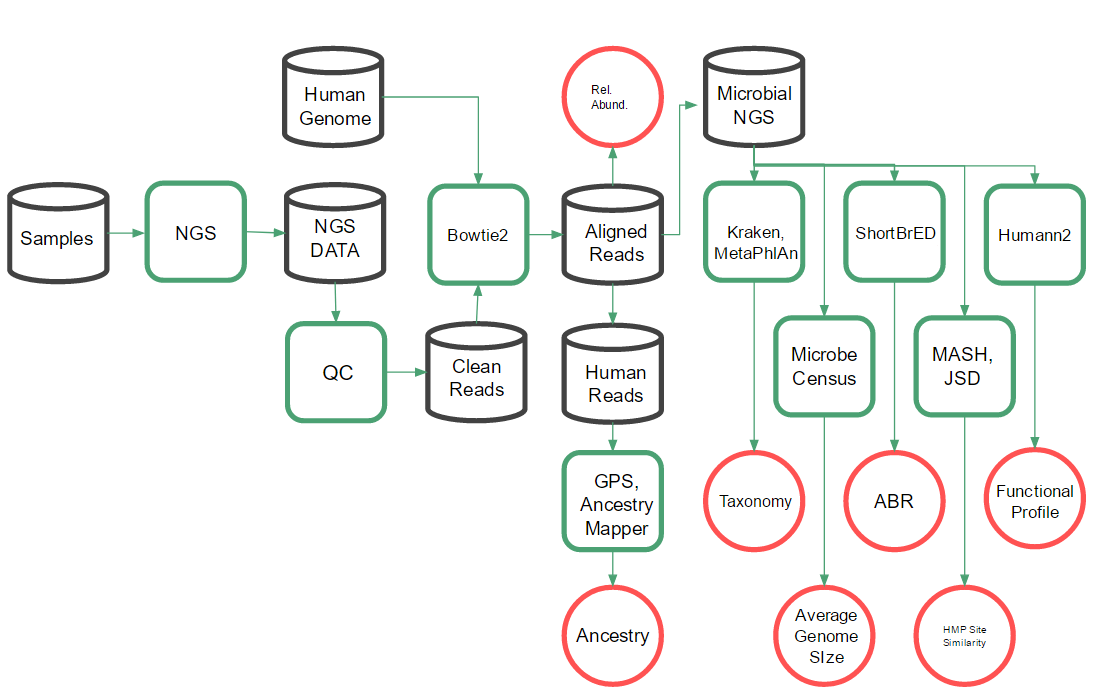 Human
Genome
Rel.
Abund.
Microbial
NGS
Samples
NGS
NGS
DATA
Bowtie2
Aligned
Reads
Kraken,
MetaPhlAn
ShortBrED
Humann2
QC
Clean
Reads
Human
Reads
Microbe
Census
MASH,
JSD
GPS,
Ancestry
Mapper
Taxonomy
ABR
Functional
Profile
Ancestry
Average
Genome
SIze
HMP Site
Similarity